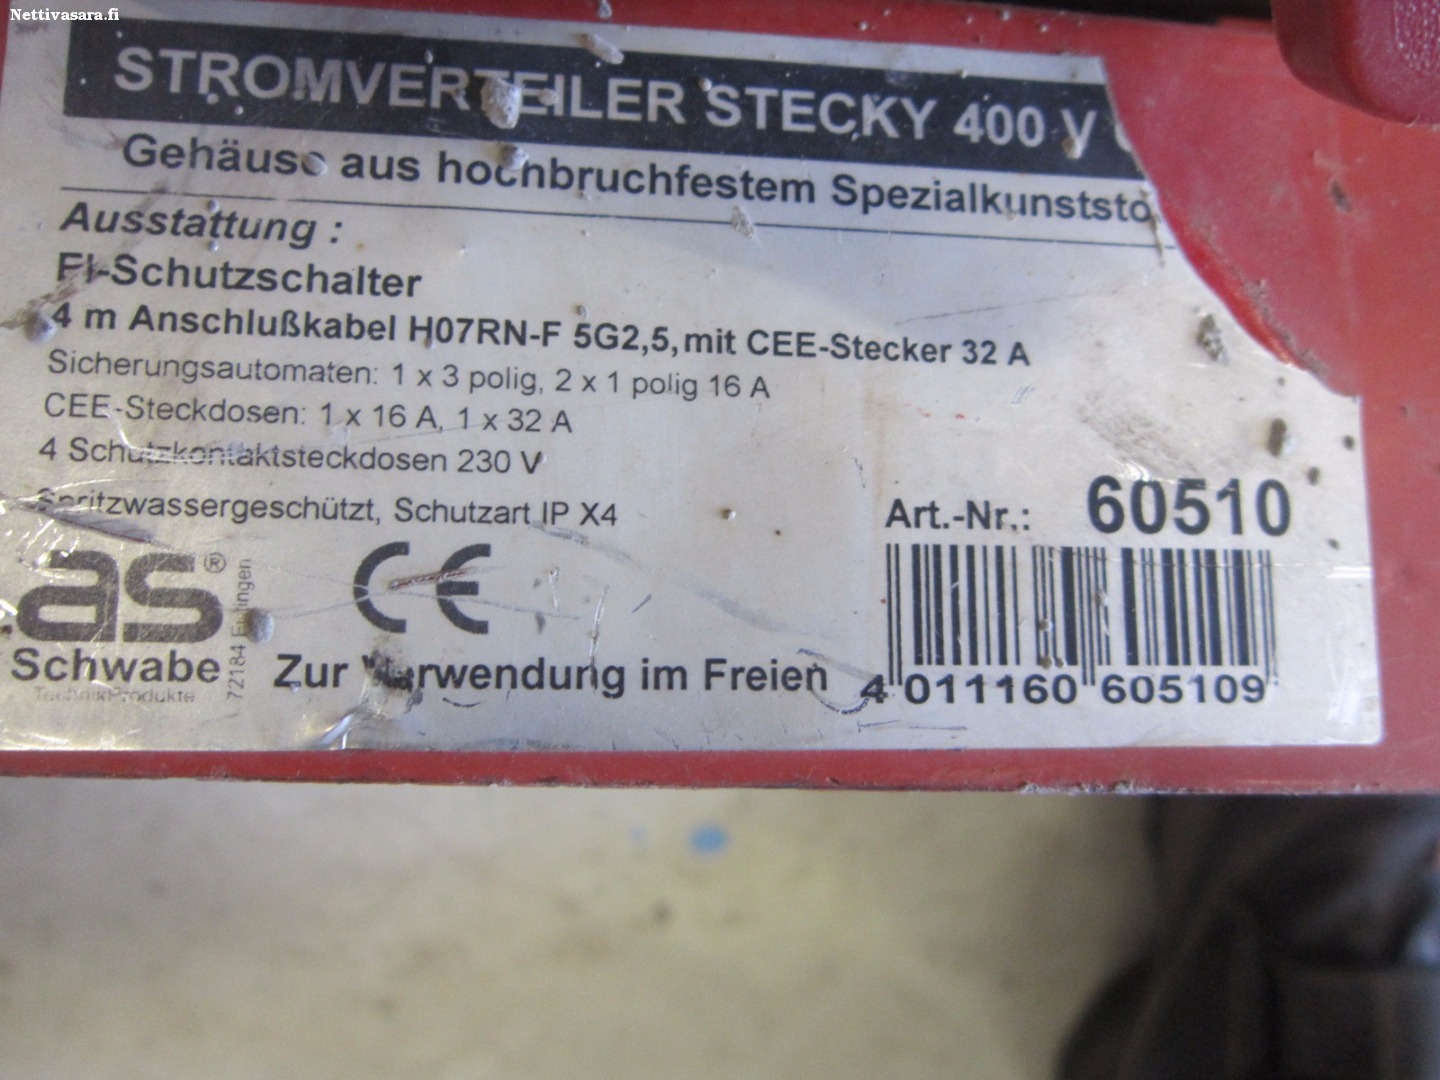 Nettivasara.fi
STROMVERTEILER STECKY 400 V
Gehäuse aus hochbruchfestem Spezialkunststo
Ausstattung :
FI-Schutzschalter
4 m Anschlußkabel H07RN-F 5G2,5, mit CEE-Stecker 32 A
Sicherungsautomaten: 1 x 3 polig, 2 x 1 polig 16 A
CEE-Steckdosen: 1 x 16 A, 1 x 32 A
4 Schutzkontaktsteckdosen 230 V
Spritzwassergeschützt, Schutzart IP X4
Art.-Nr.: 60510
as®
Schwabe
TechnikProdukte
72184
CE
Zur Verwendung im Freien
4 011160 605109